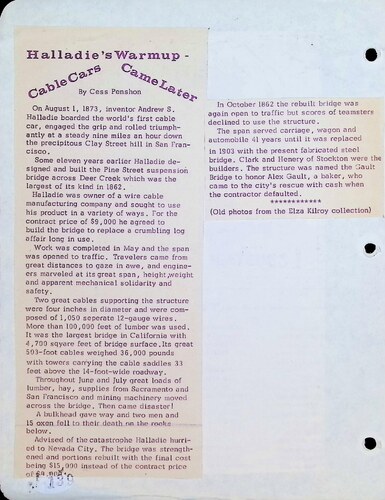 Halladie's Warmup -
Cable Cars Came Later
By Cess Penshon
On August 1, 1873, inventor Andrew S.
Halladie boarded the world's first cable
car, engaged the grip and rolled triumph-
antly at a steady nine miles an hour down
the precipitous Clay Street hill in San Fran-
cisco.
Some eleven years earlier Halladie de-
signed and built the Pine Street suspension
bridge across Deer Creek which was the
largest of its kind in 1862.
Halladie was owner of a wire cable
manufacturing company and sought to use
his product in a variety of ways. For the
contract price of $9,000 he agreed to
build the bridge to replace a crumbling log
affair long in use.
Work was completed in May and the span
was opened to traffic. Travelers came from
great distances to gaze in awe, and engine-
ers marveled at its great span, height, weight
and apparent mechanical solidarity and
safety.
Two great cables supporting the structure
were four inches in diameter and were com-
posed of 1,050 seperate 12-gauge wires.
More than 100,000 feet of lumber was used.
It was the largest bridge in California with
4,700 square feet of bridge surface. Its great
593-foot cables weighed 36,000 pounds
with towers carrying the cable saddles 33
feet above the 14-foot-wide roadway.
Throughout June and July great loads of
lumber, hay, supplies from Sacramento and
San Francisco and mining machinery moved
across the bridge. Then came disaster!
A bulkhead gave way and two men and
15 oxen fell to their death on the rocks
below.
Advised of the catastrophe Halladie hurri-
ed to Nevada City. The bridge was strength-
ened and portions rebuilt with the final cost
being $15,900 instead of the contract price
of
In October 1862 the rebuilt bridge was
again open to traffic but scores of teamsters
declined to use the structure.
The span served carriage, wagon and
automobile 41 years until it was replaced
in 1903 with the present fabricated steel
bridge. Clark and Henery of Stockton were the
builders. The structure was named the Gault
Bridge to honor Alex Gault, a baker, who
came to the city's rescue with cash when
the contractor defaulted.
************
(Old photos from the Elza Kilroy collection)